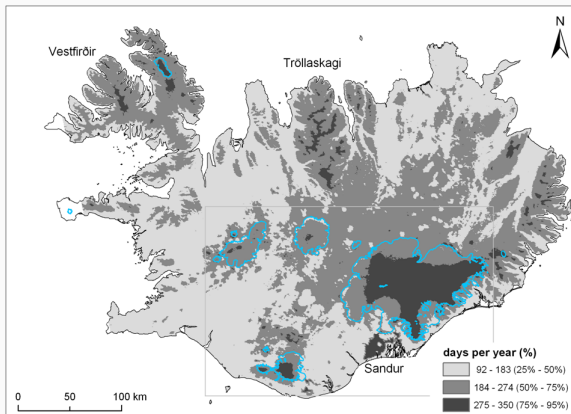 N
Vestfirðir
Tröllaskagi
Sandur
days per year (%)
92 - 183 (25% - 50%)
184 - 274 (50% - 75%)
275 - 350 (75% - 95%)
0 50 100 km